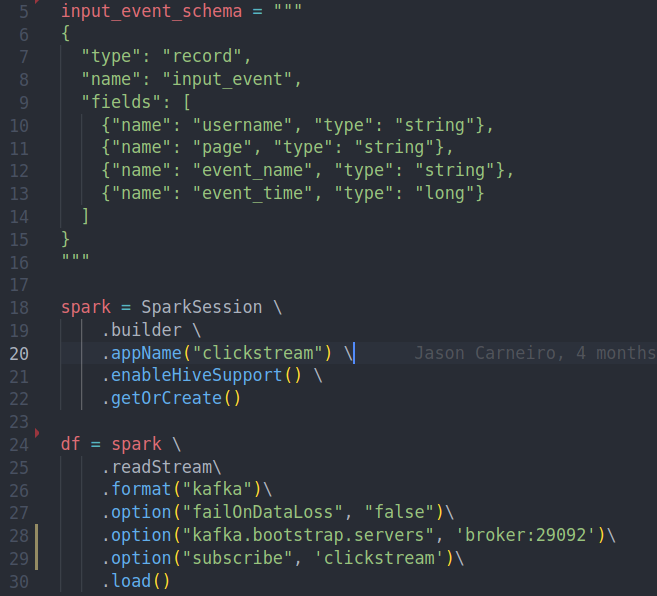 5 input_event_schema = """
6 {
7   "type": "record",
8   "name": "input_event",
9   "fields": [
10     {"name": "username", "type": "string"},
11     {"name": "page", "type": "string"},
12     {"name": "event_name", "type": "string"},
13     {"name": "event_time", "type": "long"}
14   ]
15 }
16 """
17
18 spark = SparkSession \
19     .builder \
20     .appName("clickstream") \ Jason Carneiro, 4 months
21     .enableHiveSupport() \
22     .getOrCreate()
23
24 df = spark \
25     .readStream\
26     .format("kafka")\
27     .option("failOnDataLoss", "false")\
28     .option("kafka.bootstrap.servers", 'broker:29092')\
29     .option("subscribe", 'clickstream')\
30     .load()